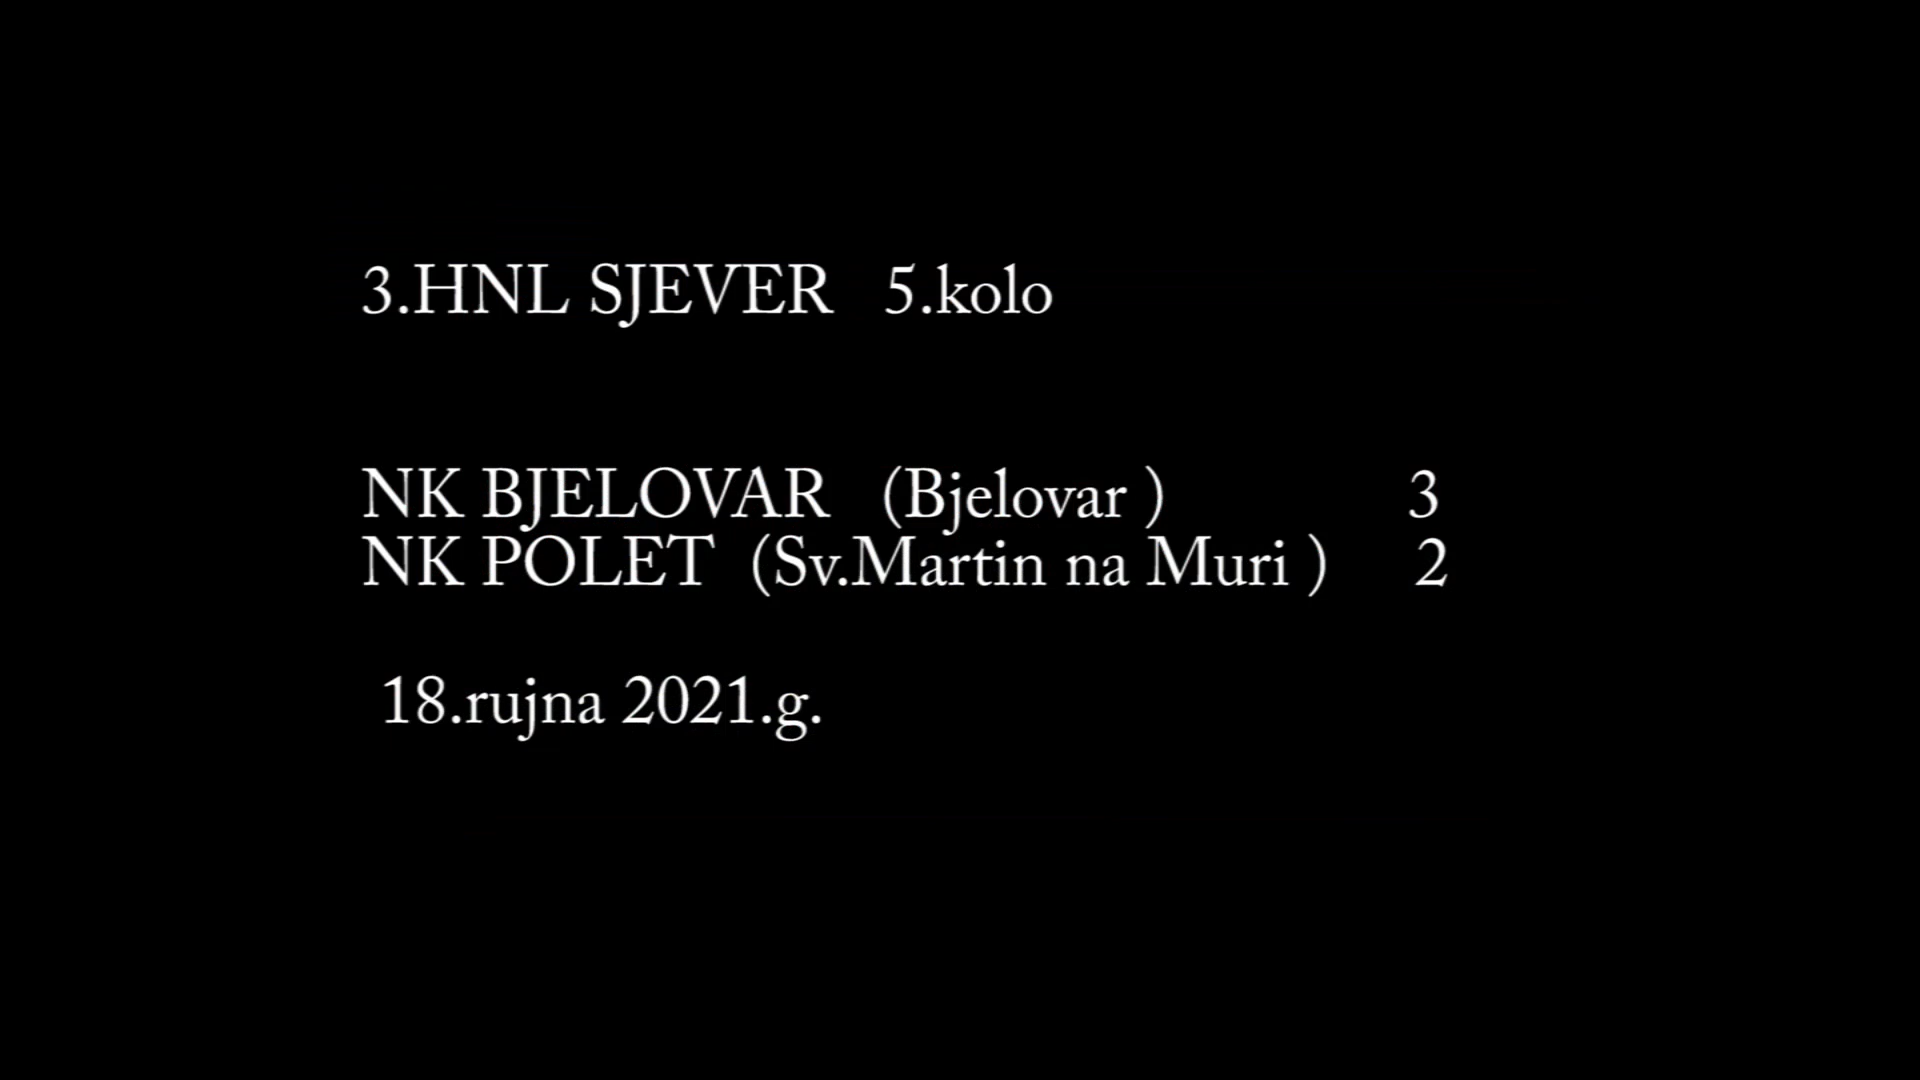 3.HNL SJEVER 5.kolo
NK BJELOVAR (Bjelovar ) 3
NK POLET (Sv.Martin na Muri ) 2
18.rujna 2021.g.